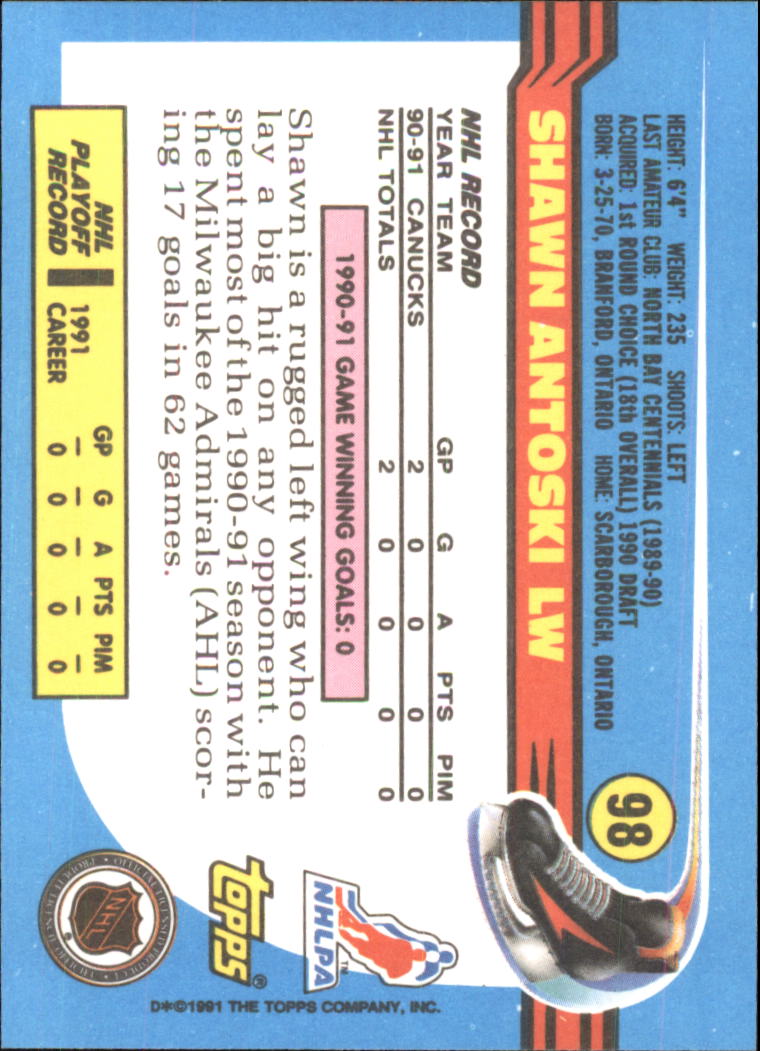 HEIGHT: 6'4" WEIGHT: 235 SHOOTS: LEFT
LAST AMATEUR CLUB: NORTH BAY CENTENNIALS (1989-90)
ACQUIRED: 1st ROUND CHOICE (18th OVERALL) 1990 DRAFT
BORN: 3-25-70, BRAMFORD, ONTARIO HOME: SCARBOROUGH, ONTARIO
98
SHAWN ANTOSKI LW
NHL RECORD
YEAR TEAM GP G A PTS PIM
90-91 CANUCKS 2 0 0 0 0
NHL TOTALS 2 0 0 0 0
1990-91 GAME WINNING GOALS: 0
Shawn is a rugged left wing who can
lay a big hit on any opponent. He
spent most of the 1990-91 season with
the Milwaukee Admirals (AHL) scor-
ing 17 goals in 62 games.
NHL
PLAYOFF
RECORD
GP G A PTS PIM
1991 – – – – –
CAREER 0 0 0 0 0
NHLPA
TM
topps®
NHL
D*©1991 THE TOPPS COMPANY, INC.